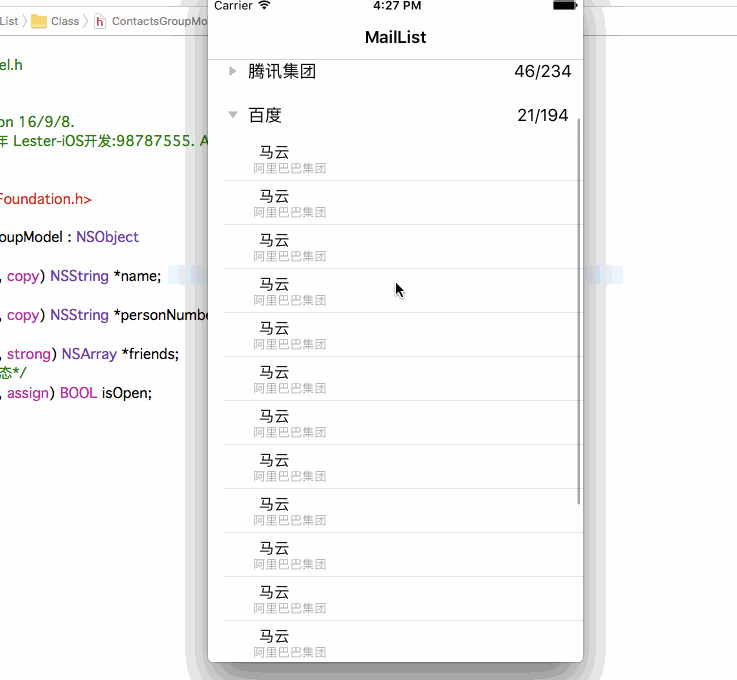 Carrier 4:27 PM
List Class h ContactsGroupMo
MailList
el.h
腾讯集团 46/234
百度 21/194
on 16/9/8.
年 Lester-iOS开发:98787555. A
马云
阿里巴巴集团
Foundation.h>
马云
阿里巴巴集团
oupModel : NSObject
马云
阿里巴巴集团
, copy) NSString *name;
马云
阿里巴巴集团
, copy) NSString *personNumbe
马云
阿里巴巴集团
, strong) NSArray *friends;
态*/
马云
阿里巴巴集团
, assign) BOOL isOpen;
马云
阿里巴巴集团
马云
阿里巴巴集团
马云
阿里巴巴集团
马云
阿里巴巴集团
马云
阿里巴巴集团
马云
阿里巴巴集团